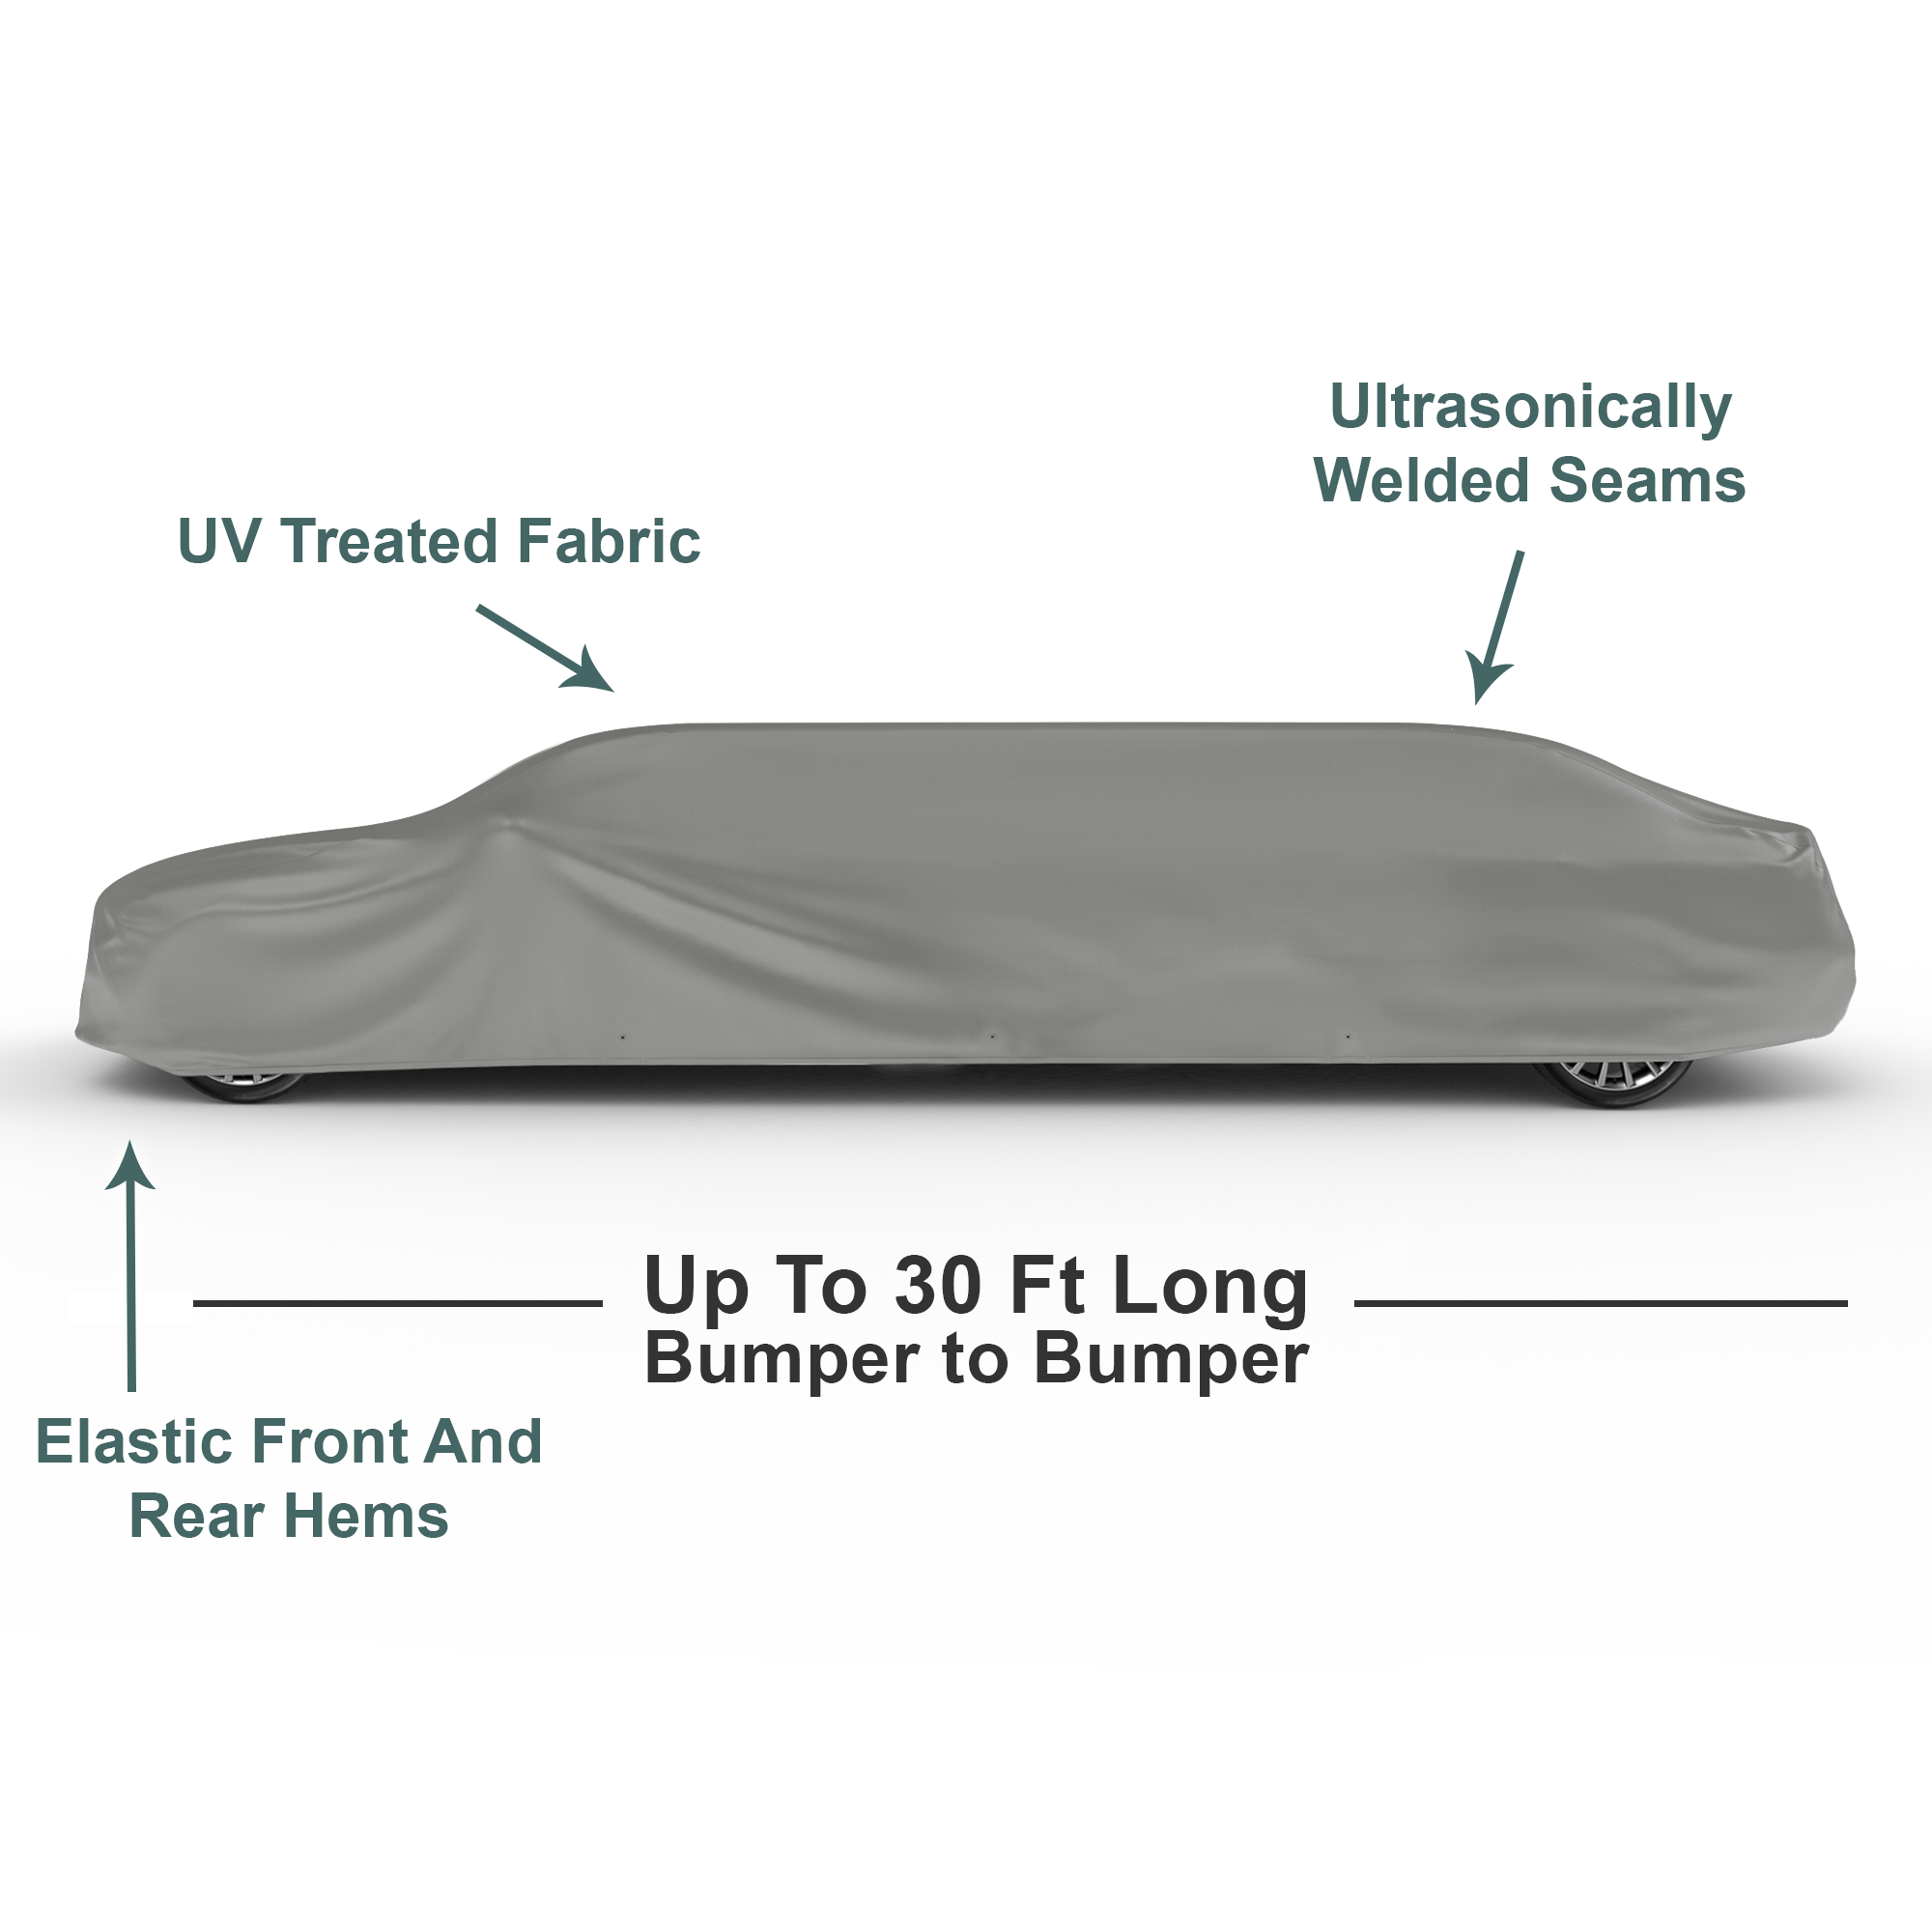 Ultrasonically
Welded Seams
UV Treated Fabric
Up To 30 Ft Long
Bumper to Bumper
Elastic Front And
Rear Hems